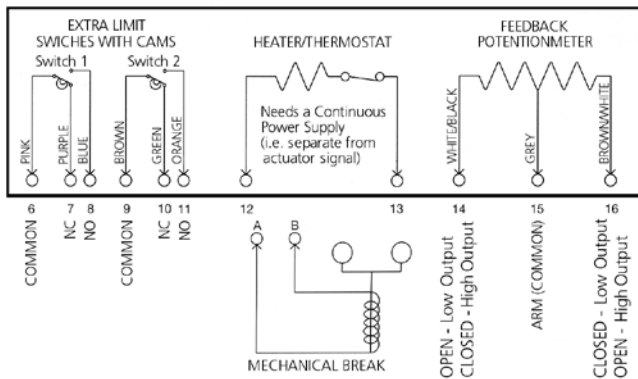 EXTRA LIMIT
SWICHES WITH CAMS
Switch 1
Switch 2
HEATER/THERMOSTAT
Needs a Continuous
Power Supply
(i.e. separate from
actuator signal)
FEEDBACK
POTENTIONMETER
PINK
PURPLE
BLUE
BROWN
GREEN
ORANGE
WHITE/BLACK
GREY
BROWN/WHITE
6
7
8
9
10
11
12
13
14
15
16
COMMON
NC
NO
COMMON
NC
NO
A
B
MECHANICAL BREAK
OPEN - Low Output
CLOSED - High Output
ARM (COMMON)
CLOSED - Low Output
OPEN - High Output